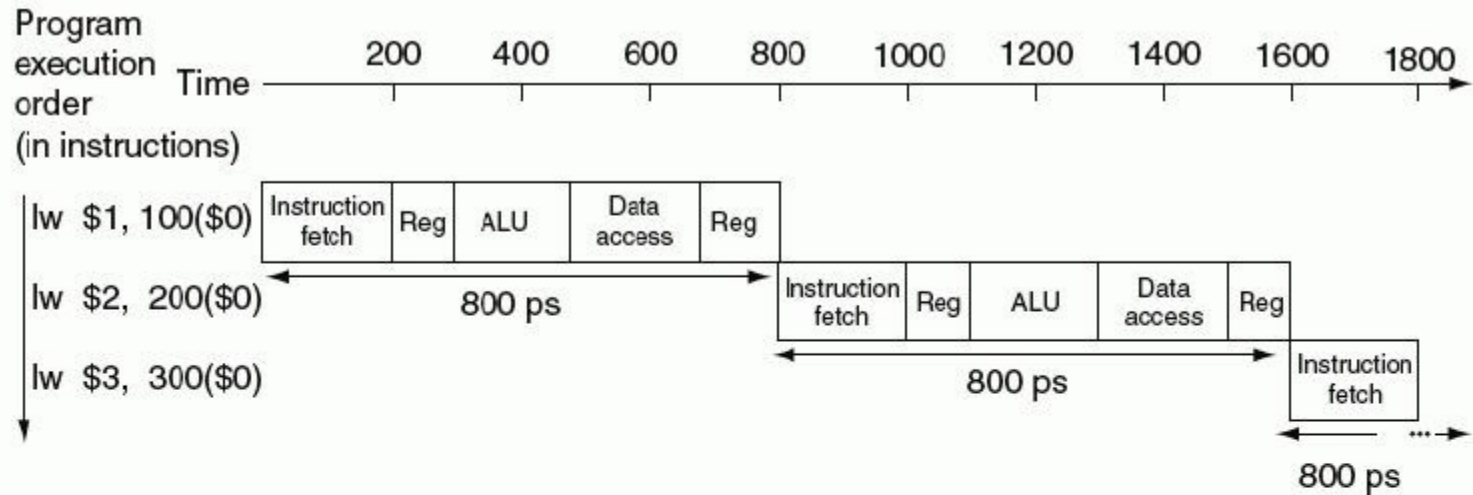 Program
execution
order
(in instructions)
Time
200 400 600 800 1000 1200 1400 1600 1800
lw $1, 100($0)
Instruction
fetch
Reg
ALU
Data
access
Reg
800 ps
lw $2, 200($0)
Instruction
fetch
Reg
ALU
Data
access
Reg
800 ps
lw $3, 300($0)
Instruction
fetch
...
800 ps